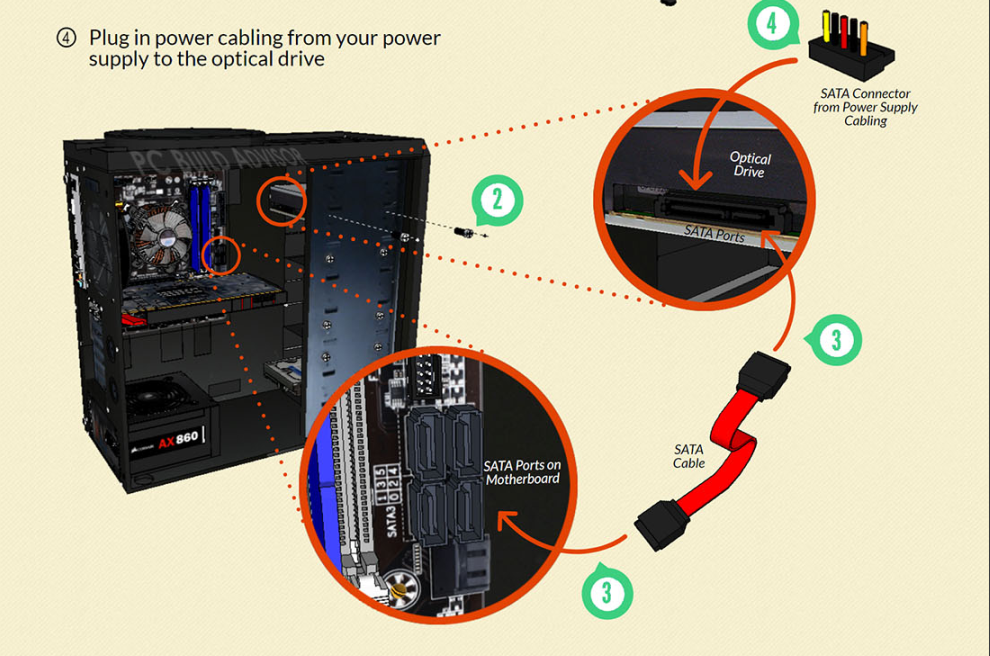 ④ Plug in power cabling from your power
supply to the optical drive
4
SATA Connector
from Power Supply
Cabling
PC BUILD ADVISOR
Optical
Drive
SATA Ports
2
3
SATA
Cable
AX860
SATA3
1 3 5
0 2 4
SATA Ports on
Motherboard
3